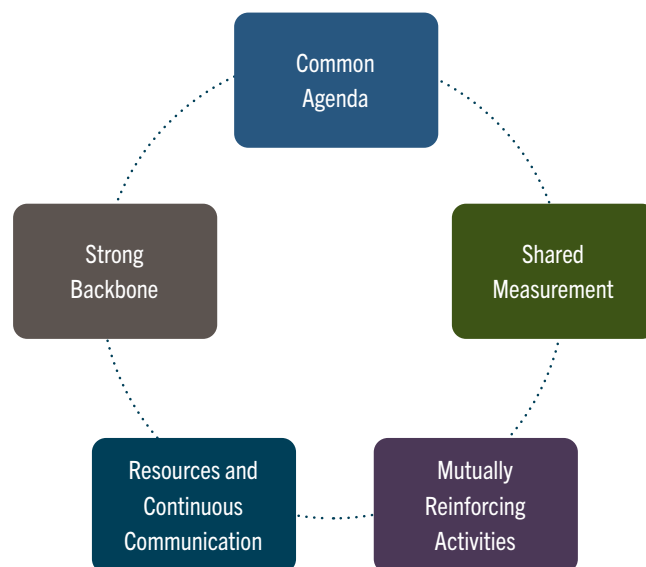 Common
Agenda
Strong
Backbone
Shared
Measurement
Resources and
Continuous
Communication
Mutually
Reinforcing
Activities